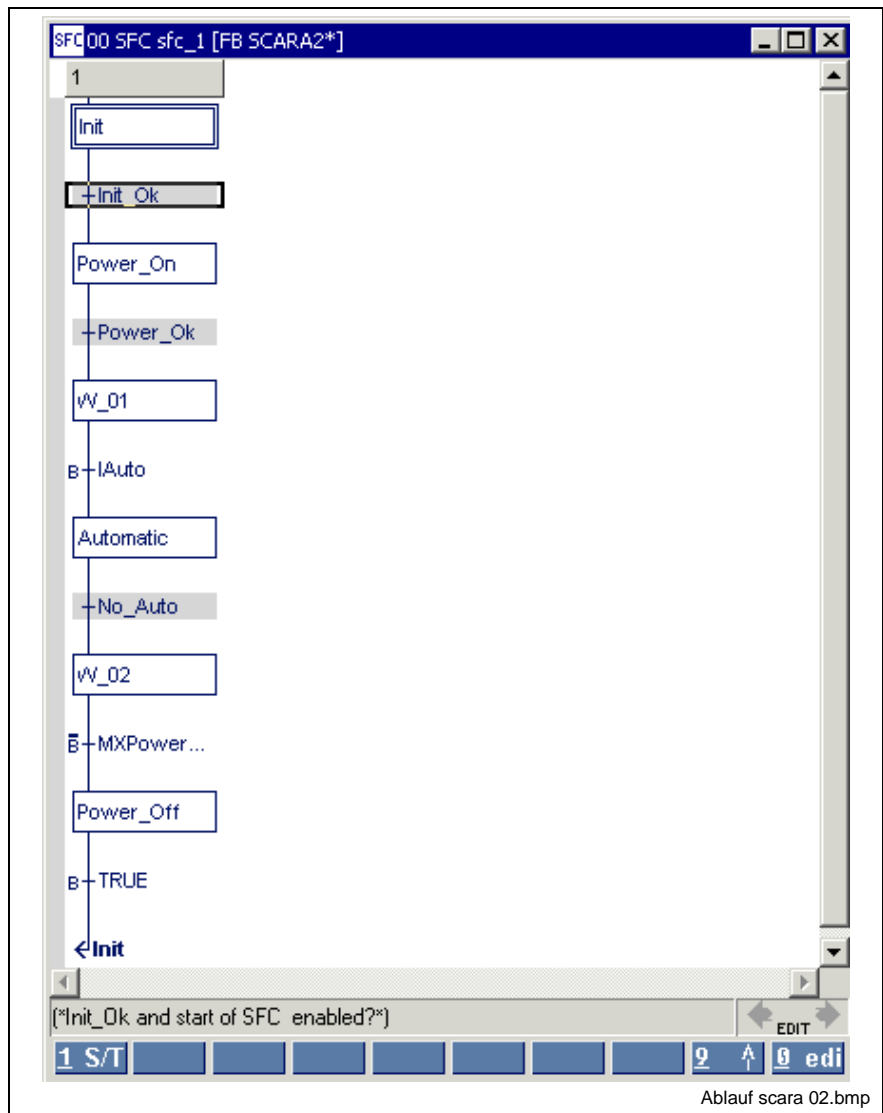 SFC 00 SFC sfc_1 [FB SCARA2*]
1
Init
Init_Ok
Power_On
Power_Ok
W_01
B IAuto
Automatic
No_Auto
W_02
B̅ MXPower...
Power_Off
B TRUE
Init
(*Init_Ok and start of SFC enabled?*)
EDIT
1 S/T 9 ↑ 0 edi
Ablauf scara 02.bmp